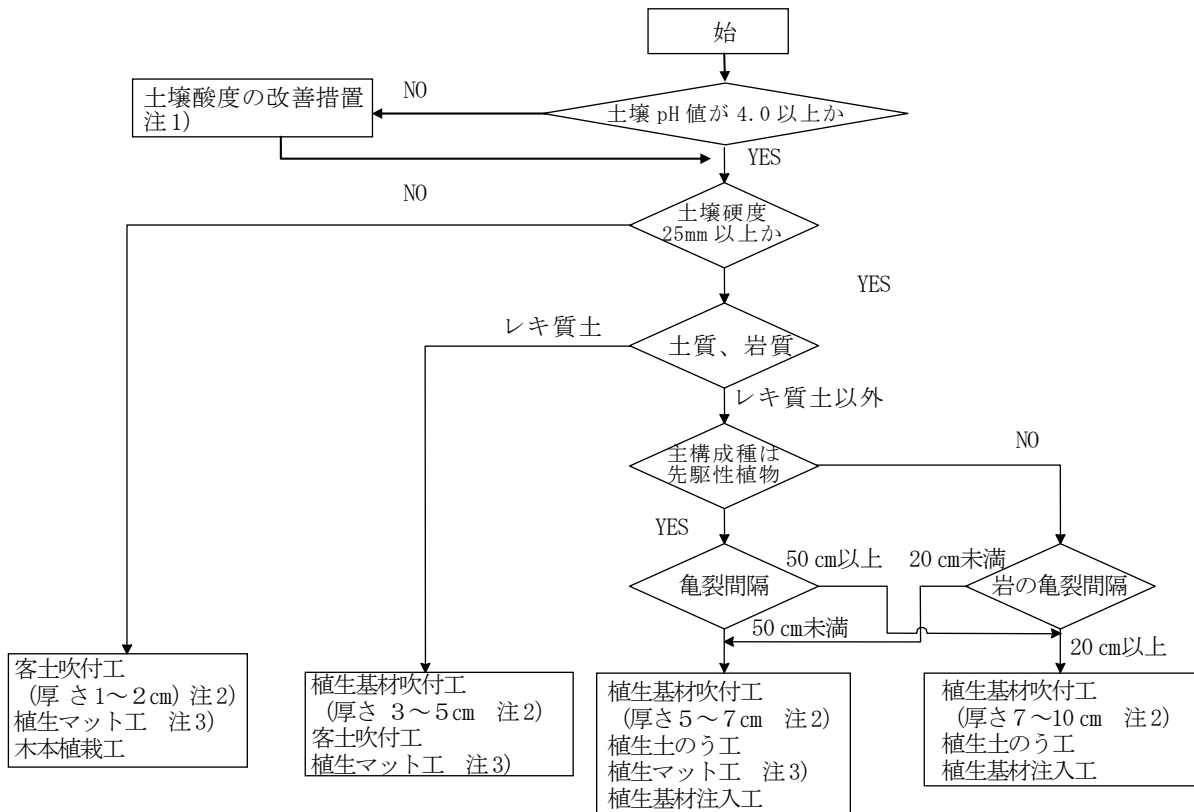 始
土壌酸度の改善措置
注1)
NO
土壌 pH 値が 4.0 以上か
YES
NO
土壌硬度
25mm 以上か
YES
レキ質土
土質、岩質
レキ質土以外
主構成種は
先駆性植物
NO
YES
亀裂間隔
50 cm以上
20 cm未満
岩の亀裂間隔
50 cm未満
20 cm以上
客土吹付工
(厚 さ1～2cm) 注2)
植生マット工 注3)
木本植栽工
植生基材吹付工
(厚さ 3～5cm 注2)
客土吹付工
植生マット工 注3)
植生基材吹付工
(厚さ5～7cm 注2)
植生土のう工
植生マット工 注3)
植生基材注入工
植生基材吹付工
(厚さ7～10 cm 注2)
植生土のう工
植生基材注入工